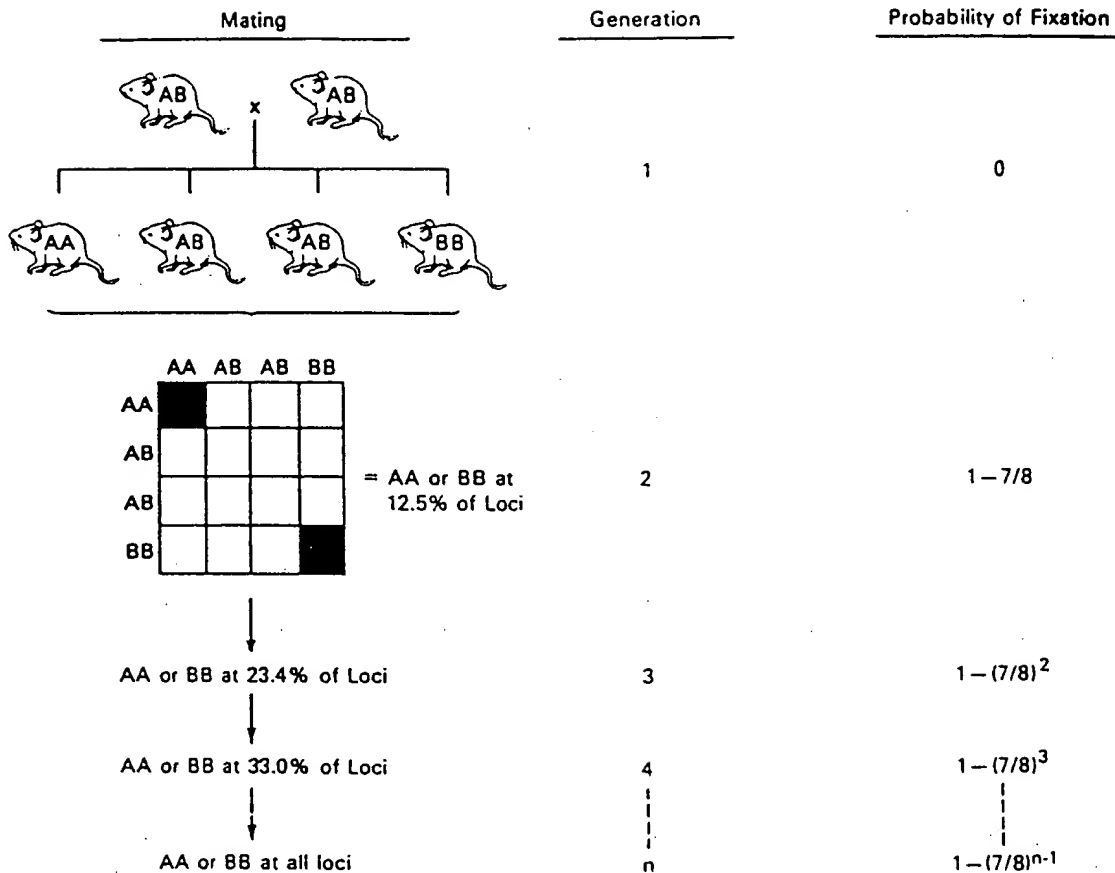 Mating Generation Probability of Fixation
AB x AB
1 0
AA AB AB BB
AA AB AB BB
AA
AB
AB
BB
= AA or BB at
12.5% of Loci
2 1 – 7/8
AA or BB at 23.4% of Loci 3 1 – (7/8)2
AA or BB at 33.0% of Loci 4 1 – (7/8)3
AA or BB at all loci n 1 – (7/8)n-1